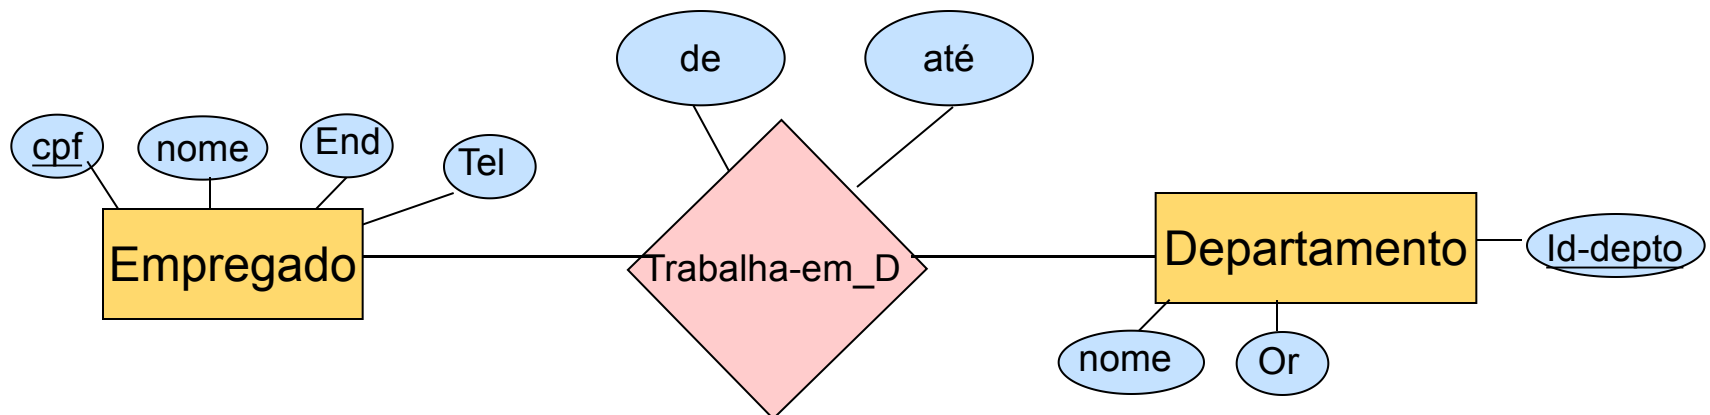 de
até
cpf
nome
End
Tel
Empregado
Trabalha-em_D
Departamento
Id-depto
nome
Or